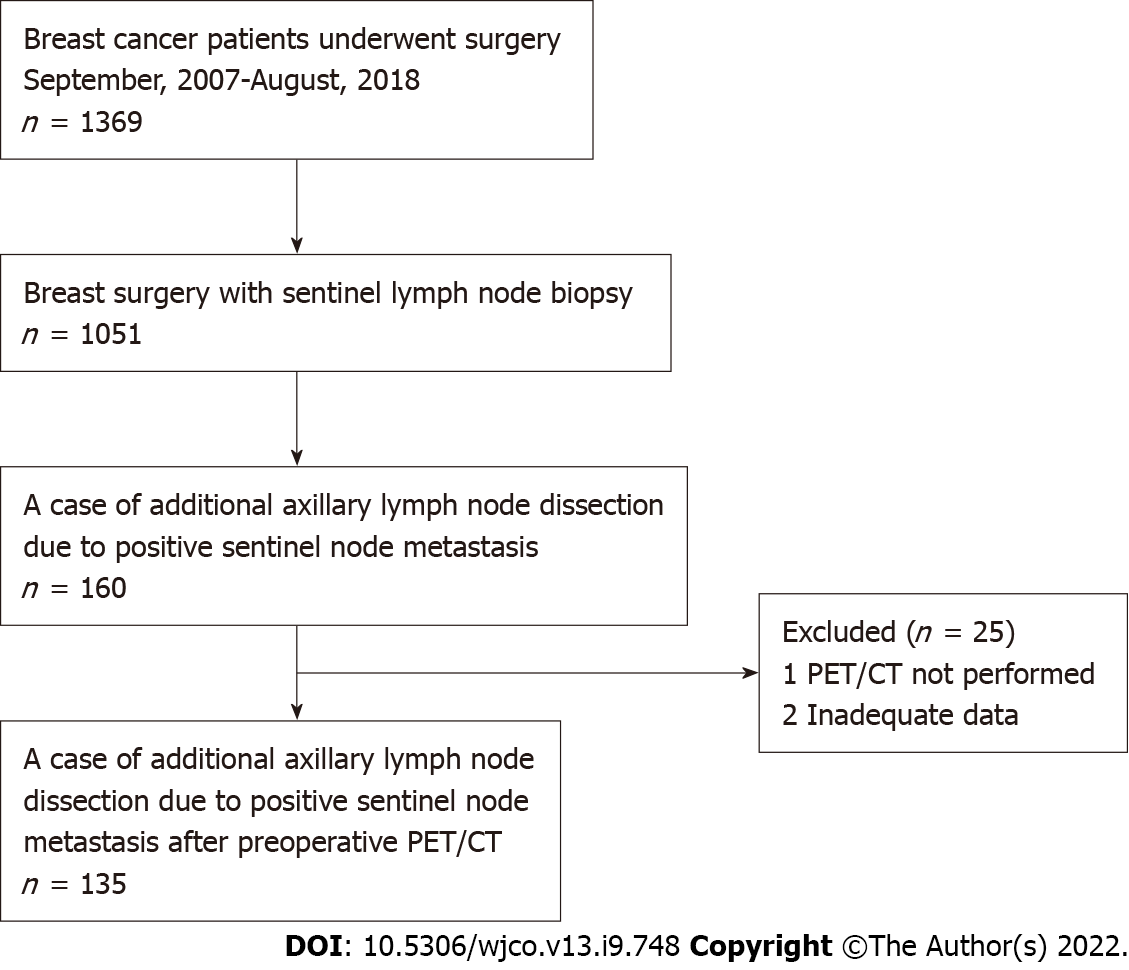 Breast cancer patients underwent surgery
September, 2007-August, 2018
n = 1369
Breast surgery with sentinel lymph node biopsy
n = 1051
A case of additional axillary lymph node dissection
due to positive sentinel node metastasis
n = 160
Excluded (n = 25)
1 PET/CT not performed
2 Inadequate data
A case of additional axillary lymph node
dissection due to positive sentinel node
metastasis after preoperative PET/CT
n = 135
DOI: 10.5306/wjco.v13.i9.748 Copyright ©The Author(s) 2022.